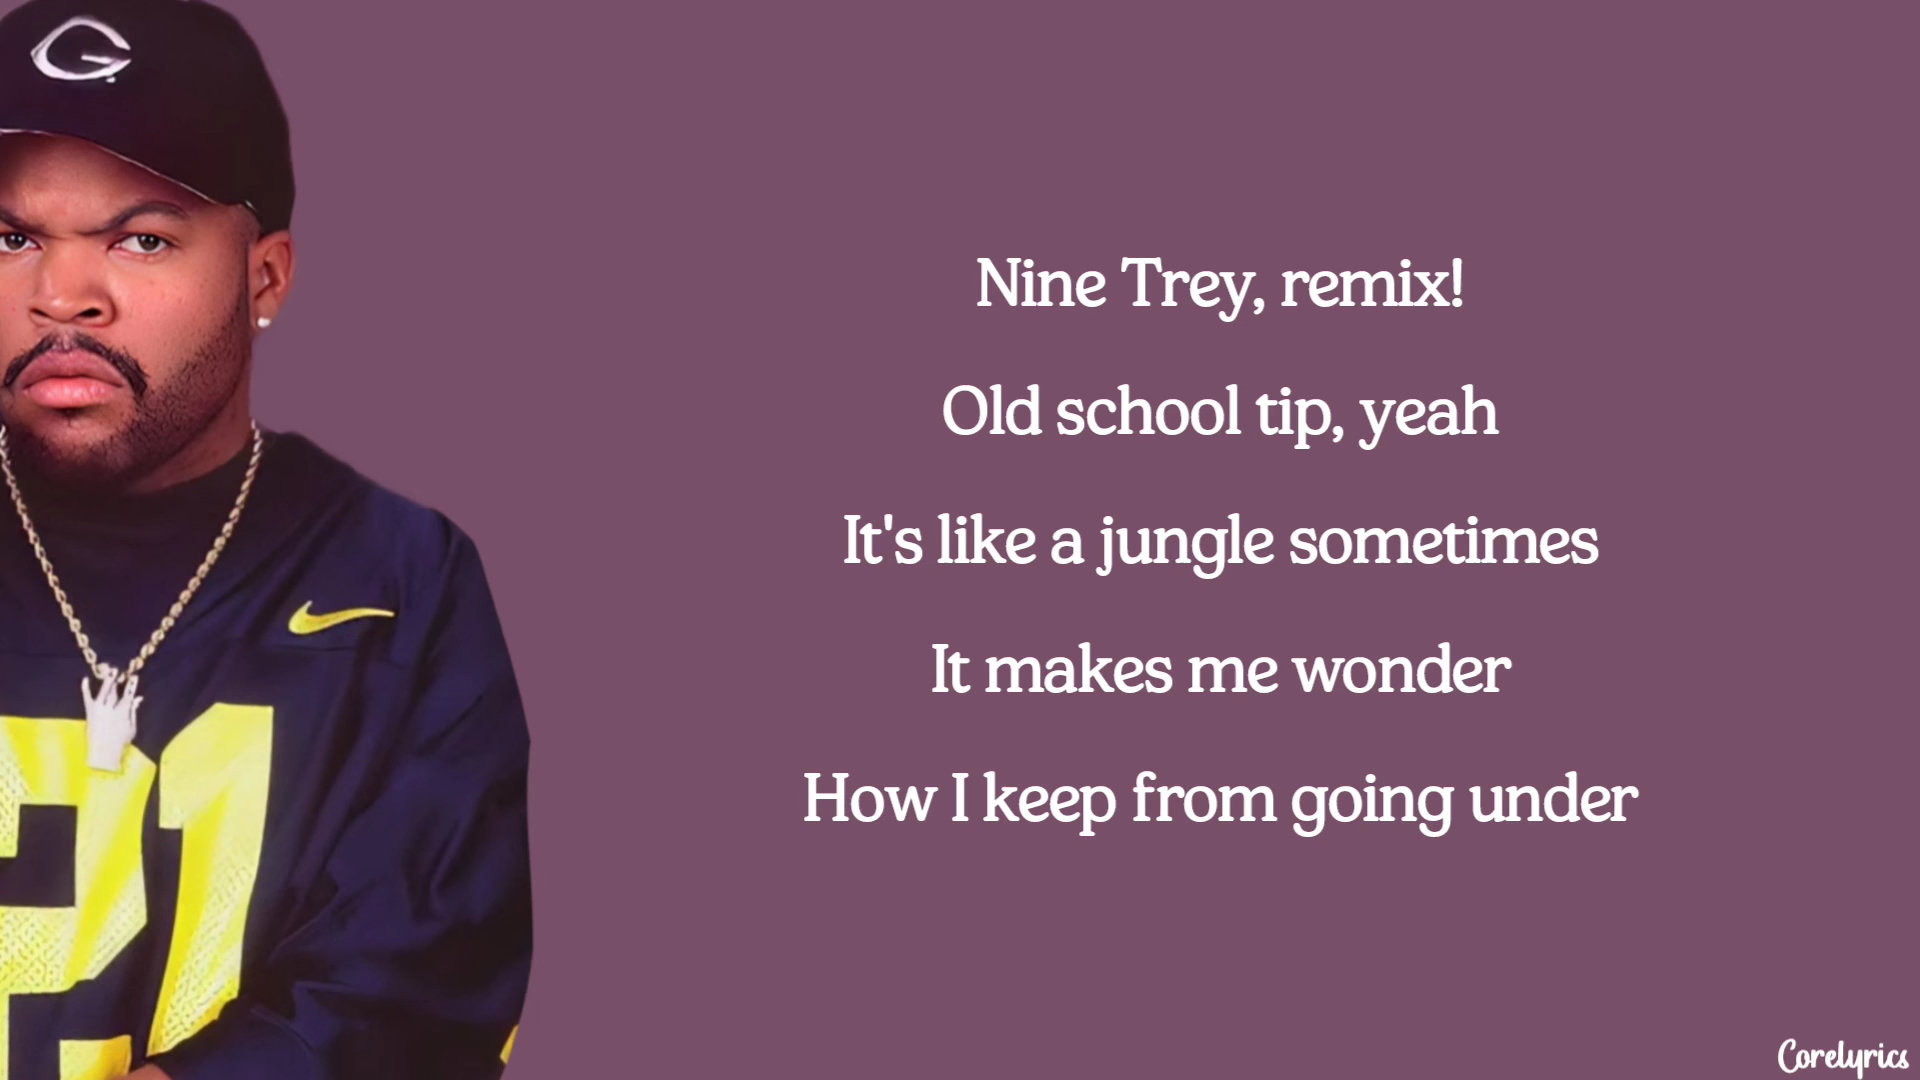 G
Nine Trey, remix!
Old school tip, yeah
It's like a jungle sometimes
It makes me wonder
How I keep from going under
21
Corelyrics